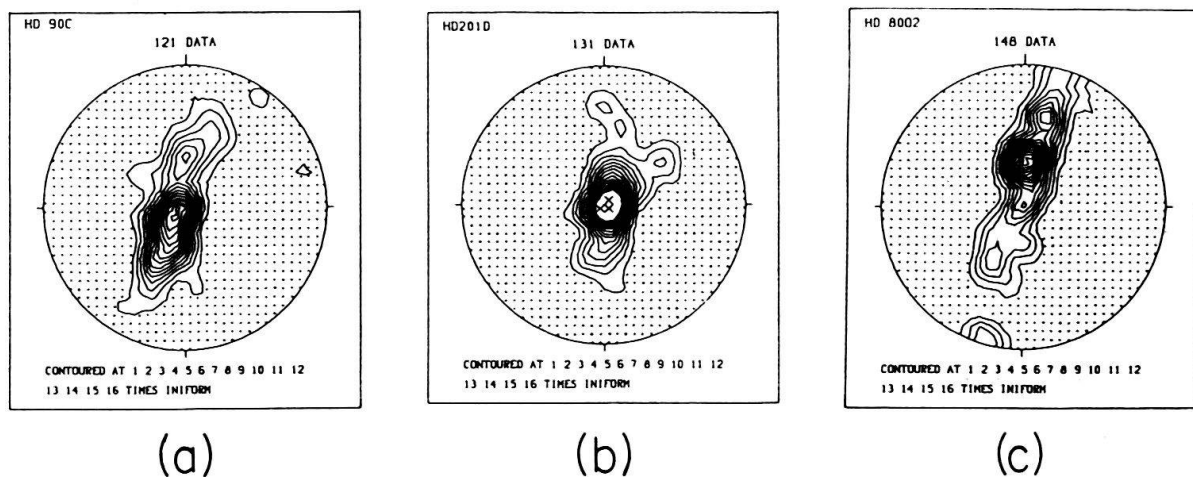 HD 90C
121 DATA
CONTOURED AT 1 2 3 4 5 6 7 8 9 10 11 12
13 14 15 16 TIMES INIFORM
(a)
HD201D
131 DATA
CONTOURED AT 1 2 3 4 5 6 7 8 9 10 11 12
13 14 15 16 TIMES INIFORM
(b)
HD 8002
148 DATA
CONTOURED AT 1 2 3 4 5 6 7 8 9 10 11 12
13 14 15 16 TIMES INIFORM
(c)